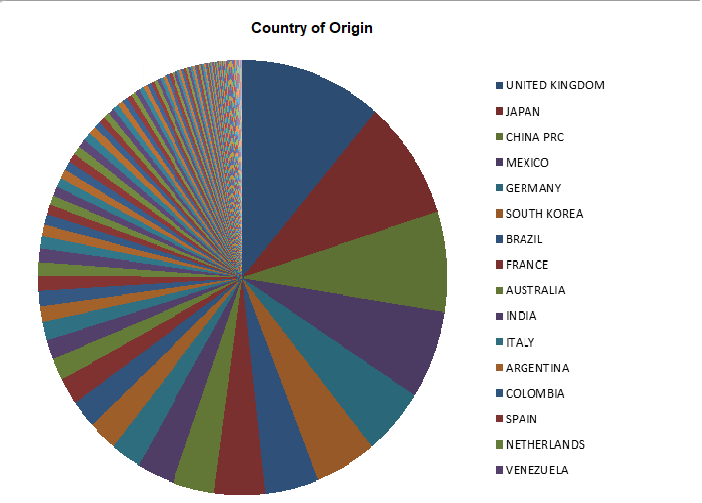 Country of Origin
UNITED KINGDOM
JAPAN
CHINA PRC
MEXICO
GERMANY
SOUTH KOREA
BRAZIL
FRANCE
AUSTRALIA
INDIA
ITALY
ARGENTINA
COLOMBIA
SPAIN
NETHERLANDS
VENEZUELA